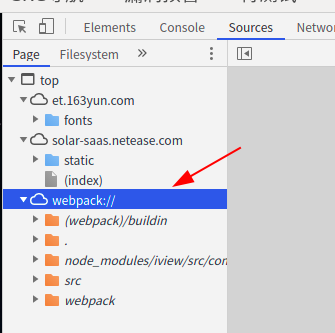 Elements
Console
Sources
Netwo
Page
Filesystem
»
top
et.163yun.com
fonts
solar-saas.netease.com
static
(index)
webpack://
(webpack)/buildin
.
node_modules/iview/src/con
src
webpack